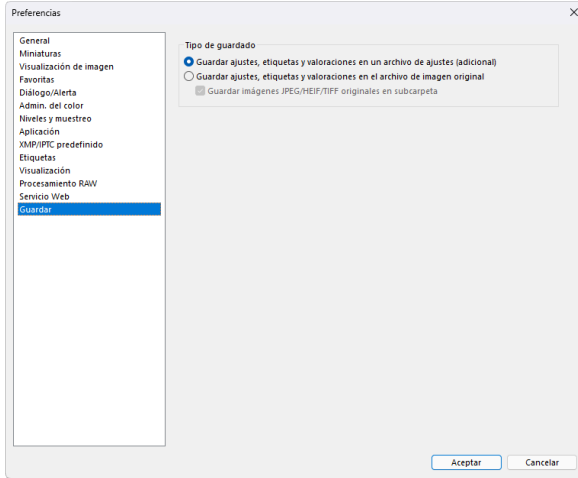 Preferencias
General
Miniaturas
Visualización de imagen
Favoritas
Diálogo/Alerta
Admin. del color
Niveles y muestreo
Aplicación
XMP/IPTC predefinido
Etiquetas
Visualización
Procesamiento RAW
Servicio Web
Guardar
Tipo de guardado
Guardar ajustes, etiquetas y valoraciones en un archivo de ajustes (adicional)
Guardar ajustes, etiquetas y valoraciones en el archivo de imagen original
Guardar imágenes JPEG/HEIF/TIFF originales en subcarpeta
Aceptar
Cancelar